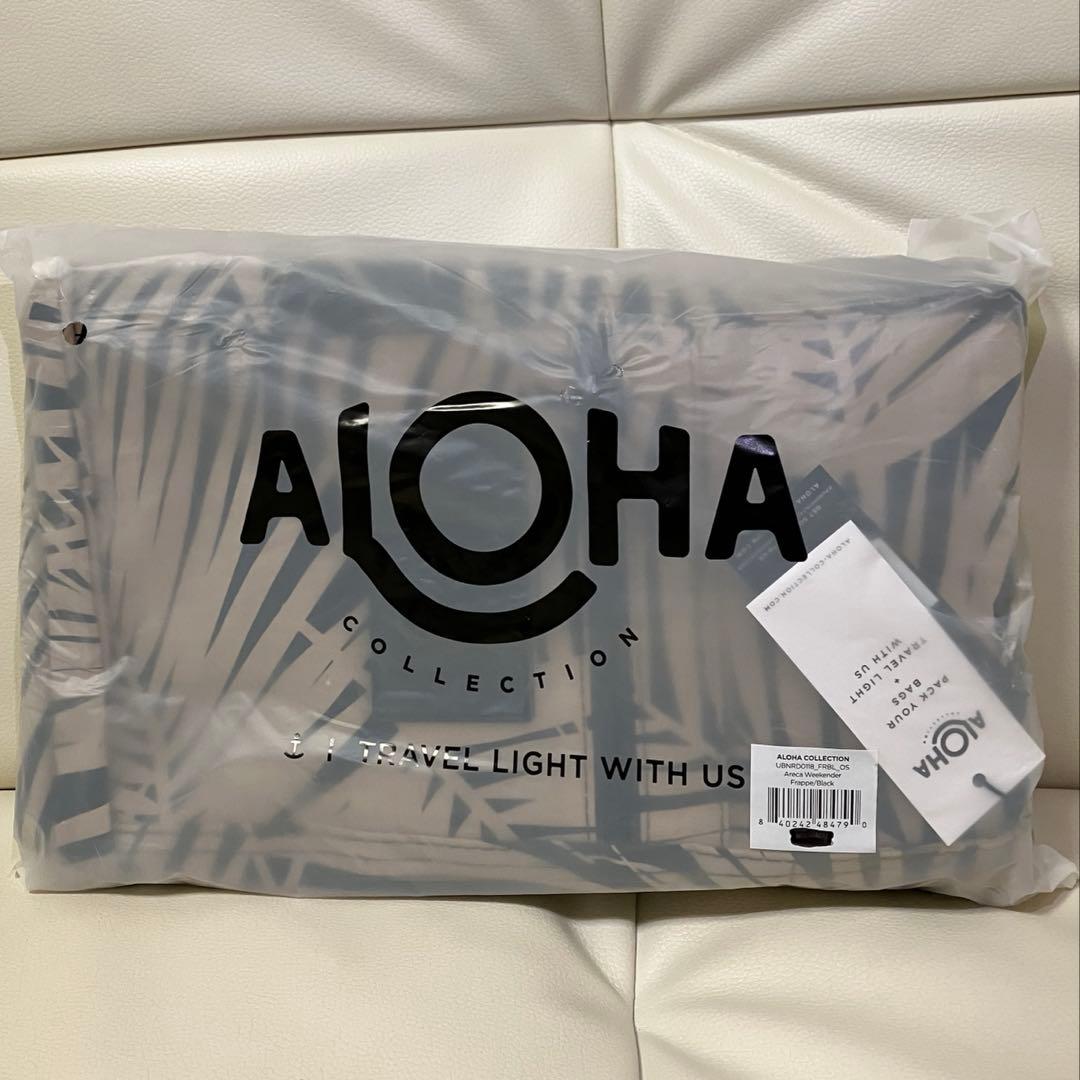 ALOHA
COLLECTION
| TRAVEL LIGHT WITH US
ALOHA COLLECTION
UBNRD0118_FRBL_OS
Areca Weekender
Frappe/Black
8 40242 48479 0
ALOHA
COLLECTION
PACK YOUR
BAGS
+
TRAVEL LIGHT
WITH US
ALOHA-COLLECTION.COM